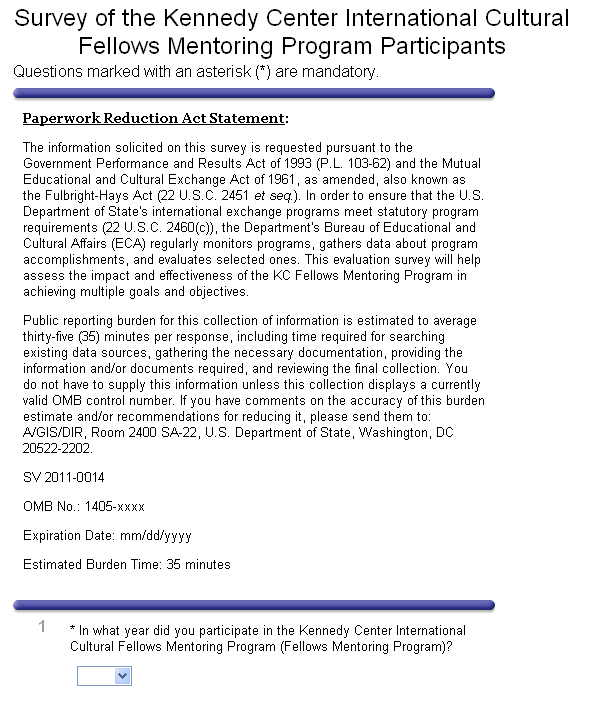 Survey of the Kennedy Center International Cultural
Fellows Mentoring Program Participants
Questions marked with an asterisk (*) are mandatory.
Paperwork Reduction Act Statement:
The information solicited on this survey is requested pursuant to the
Government Performance and Results Act of 1993 (P.L. 103-62) and the Mutual
Educational and Cultural Exchange Act of 1961, as amended, also known as
the Fulbright-Hays Act (22 U.S.C. 2451 et seq.). In order to ensure that the U.S.
Department of State's international exchange programs meet statutory program
requirements (22 U.S.C. 2460(c)), the Department's Bureau of Educational and
Cultural Affairs (ECA) regularly monitors programs, gathers data about program
accomplishments, and evaluates selected ones. This evaluation survey will help
assess the impact and effectiveness of the KC Fellows Mentoring Program in
achieving multiple goals and objectives.
Public reporting burden for this collection of information is estimated to average
thirty-five (35) minutes per response, including time required for searching
existing data sources, gathering the necessary documentation, providing the
information and/or documents required, and reviewing the final collection. You
do not have to supply this information unless this collection displays a currently
valid OMB control number. If you have comments on the accuracy of this burden
estimate and/or recommendations for reducing it, please send them to:
A/GIS/DIR, Room 2400 SA-22, U.S. Department of State, Washington, DC
20522-2202.
SV 2011-0014
OMB No.: 1405-xxxx
Expiration Date: mm/dd/yyyy
Estimated Burden Time: 35 minutes
1 * In what year did you participate in the Kennedy Center International
Cultural Fellows Mentoring Program (Fellows Mentoring Program)?